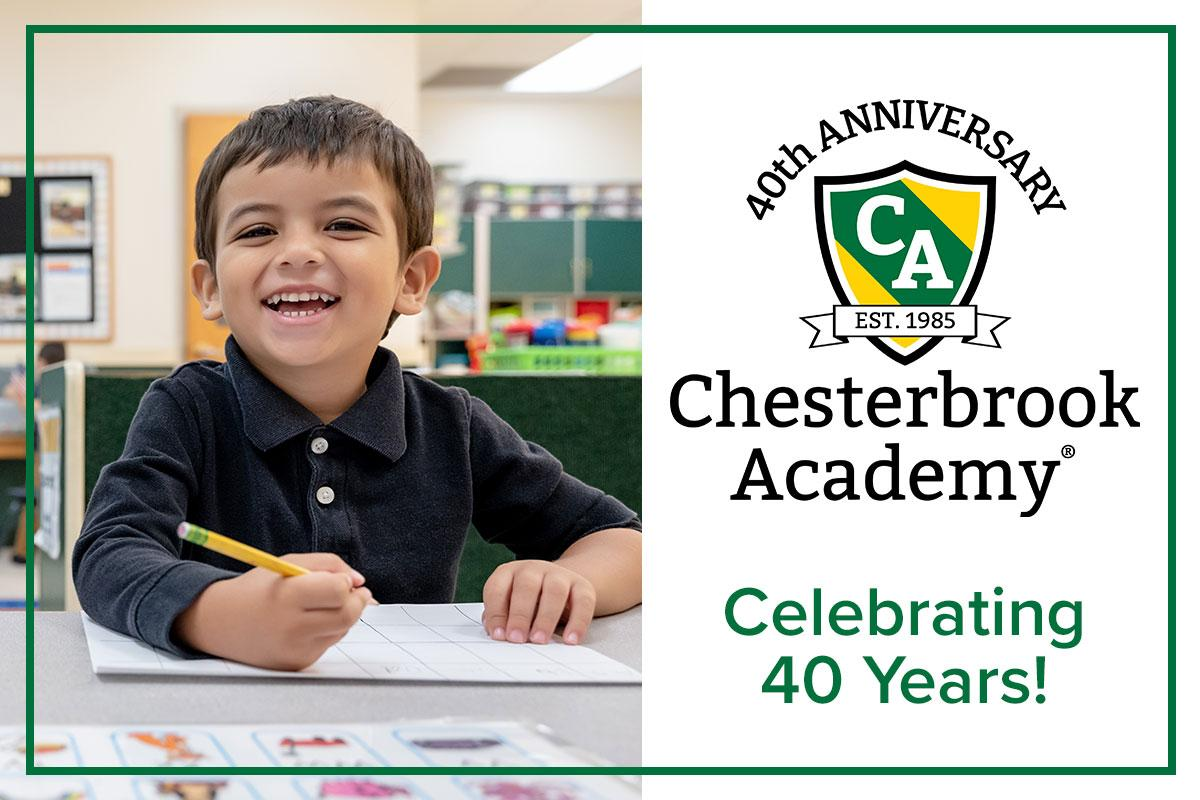 40th ANNIVERSARY
CA
EST. 1985
Chesterbrook
Academy®
Celebrating
40 Years!